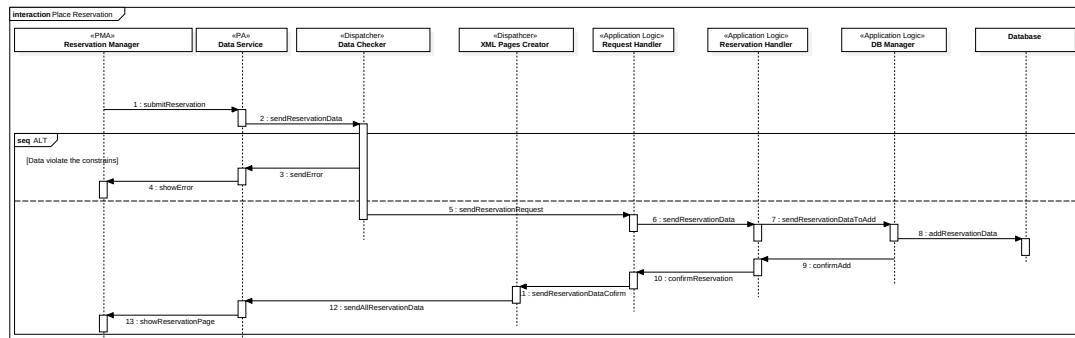 interaction Place Reservation
«PMA»
Reservation Manager
«PA»
Data Service
«Dispatcher»
Data Checker
«Dispathcer»
XML Pages Creator
«Application Logic»
Request Handler
«Application Logic»
Reservation Handler
«Application Logic»
DB Manager
Database
1 : submitReservation
2 : sendReservationData
seq ALT
[Data violate the constrains]
3 : sendError
4 : showError
5 : sendReservationRequest
6 : sendReservationData
7 : sendReservationDataToAdd
8 : addReservationData
9 : confirmAdd
10 : confirmReservation
1 : sendReservationDataCofirm
12 : sendAllReservationData
13 : showReservationPage